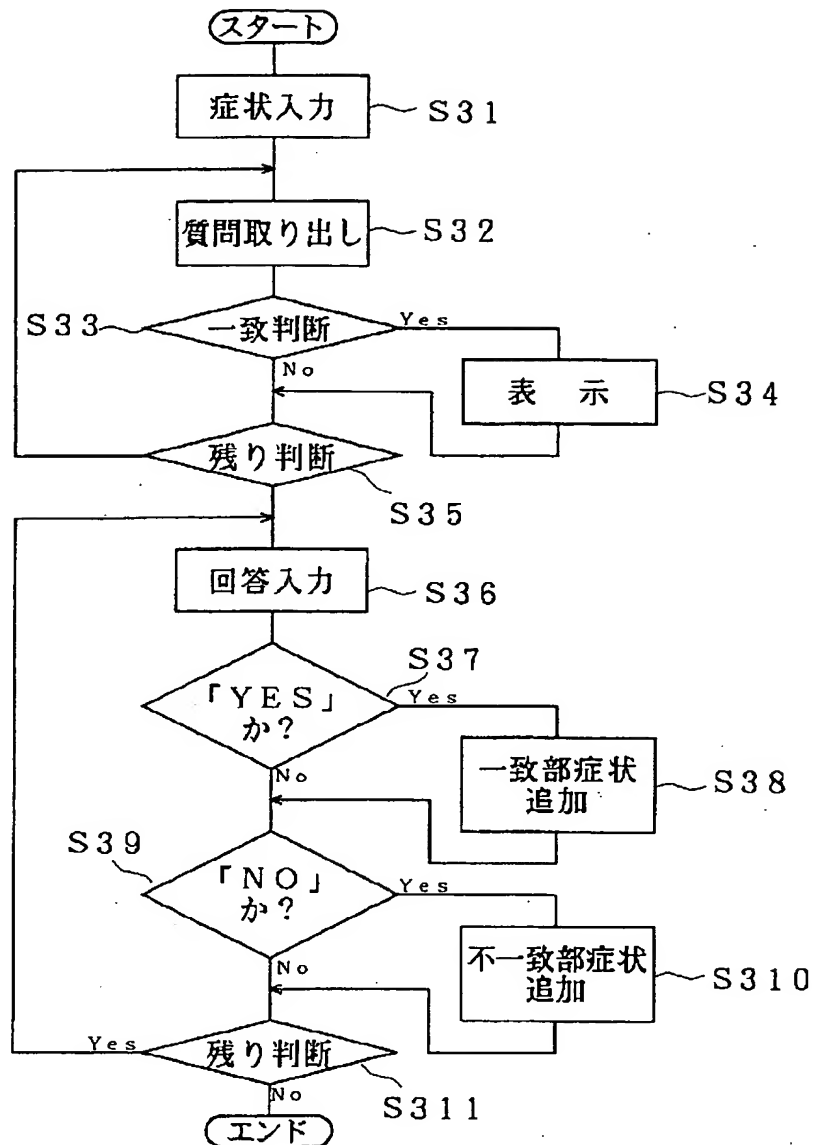 スタート
症状入力
S31
質問取り出し
S32
S33
一致判断
Yes
No
表 示
S34
残り判断
S35
回答入力
S36
S37
「YES」
か?
Yes
No
一致部症状
追加
S38
S39
「NO」
か?
Yes
No
不一致部症状
追加
S310
Yes
残り判断
No
S311
エンド